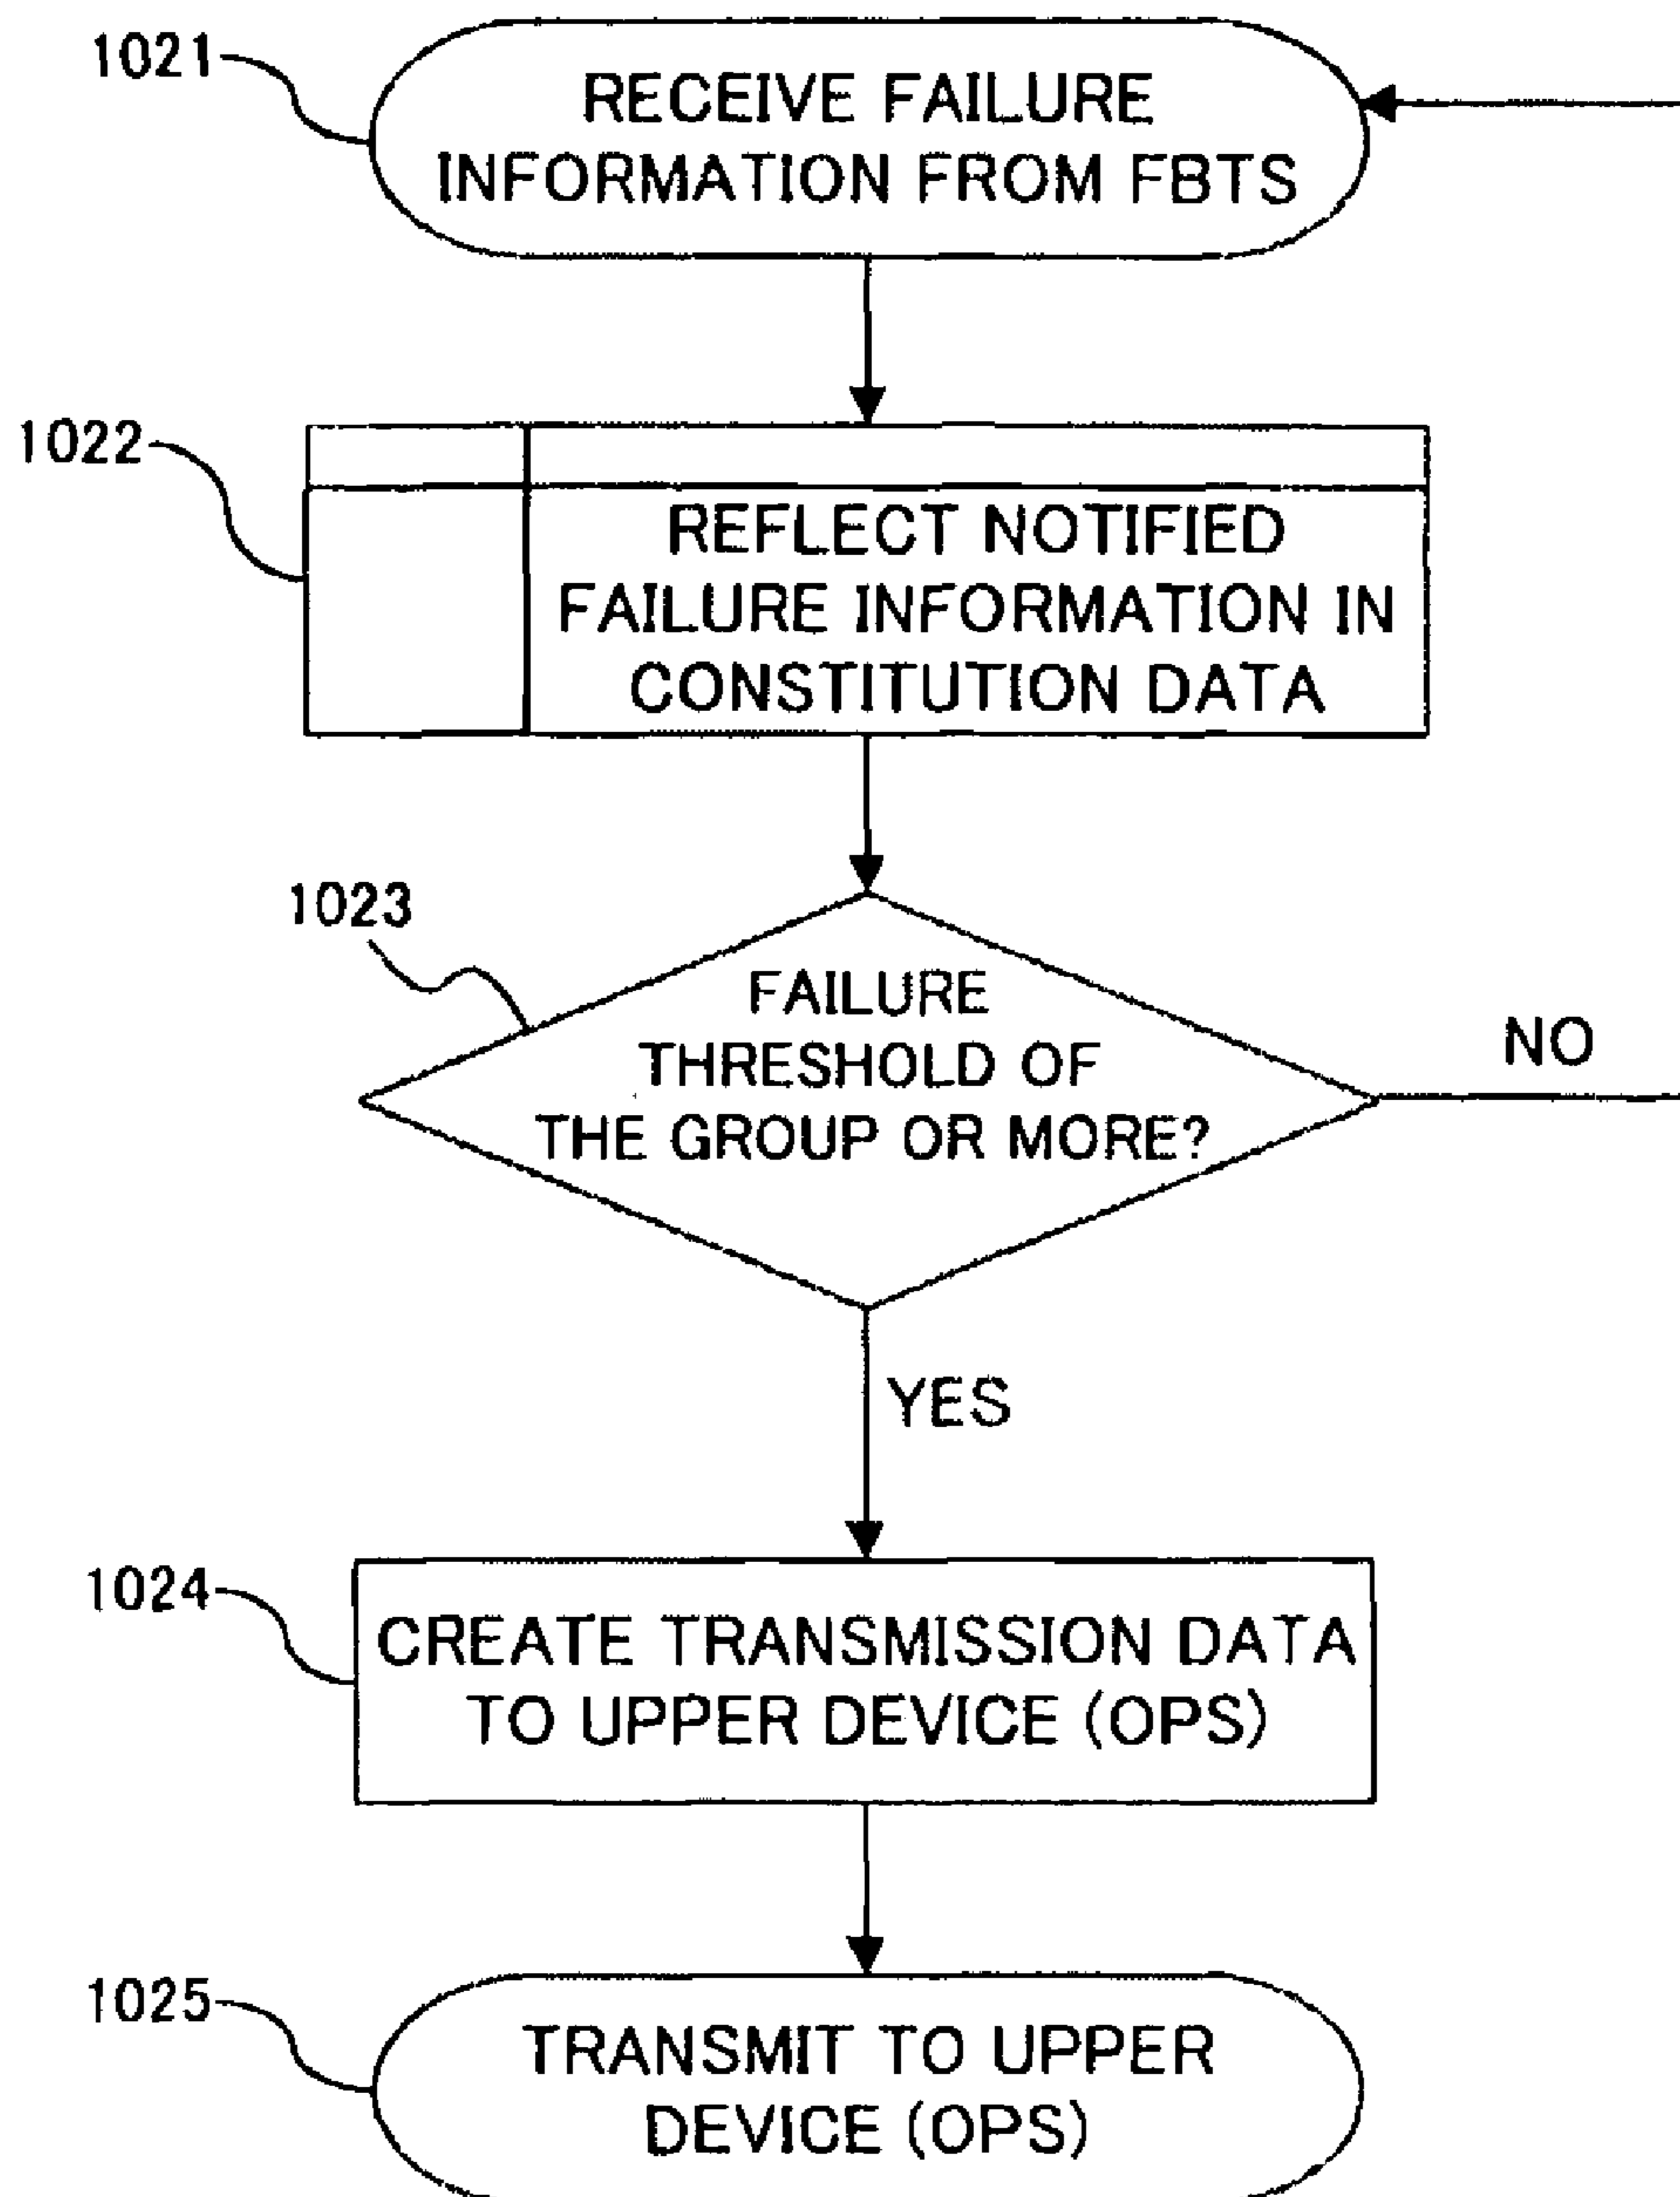 1021
RECEIVE FAILURE
INFORMATION FROM FBTS
1022
REFLECT NOTIFIED
FAILURE INFORMATION IN
CONSTITUTION DATA
1023
FAILURE
THRESHOLD OF
THE GROUP OR MORE?
NO
YES
1024
CREATE TRANSMISSION DATA
TO UPPER DEVICE (OPS)
1025
TRANSMIT TO UPPER
DEVICE (OPS)